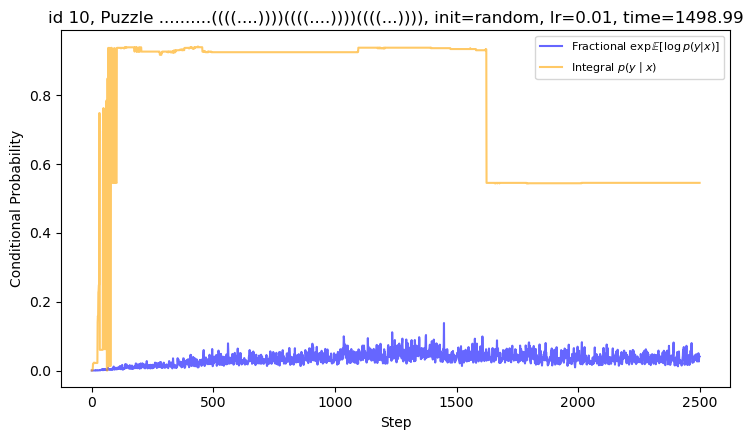 id 10, Puzzle ..........((((....))))((((....))))((((...)))), init=random, lr=0.01, time=1498.99
Fractional exp𝔼[log p(y|x)]
Integral p(y | x)
Conditional Probability
0.8
0.6
0.4
0.2
0.0
0
500
1000
1500
2000
2500
Step